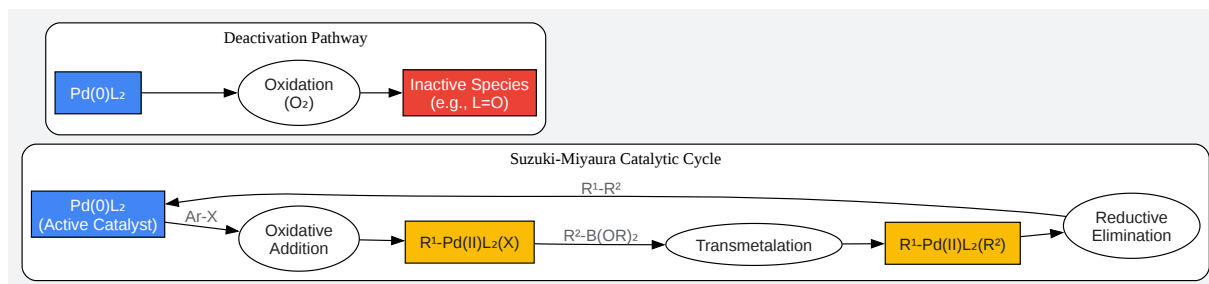 Deactivation Pathway
Pd(0)L₂
Oxidation
(O₂)
Inactive Species
(e.g., L=O)
Suzuki-Miyaura Catalytic Cycle
Pd(0)L₂
(Active Catalyst)
Ar-X
Oxidative
Addition
R¹-Pd(II)L₂(X)
R²-B(OR)₂
Transmetalation
R¹-Pd(II)L₂(R²)
Reductive
Elimination
R¹-R²